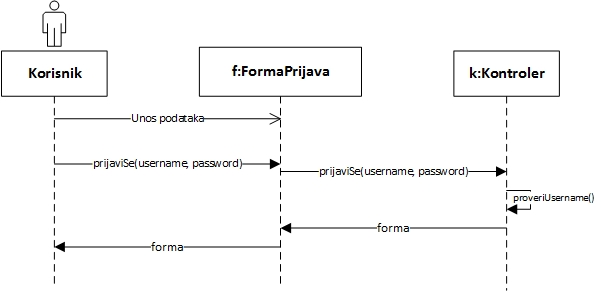 Korisnik
f:FormaPrijava
k:Kontroler
Unos podataka
prijaviSe(username, password)
prijaviSe(username, password)
proveriUsername()
forma
forma